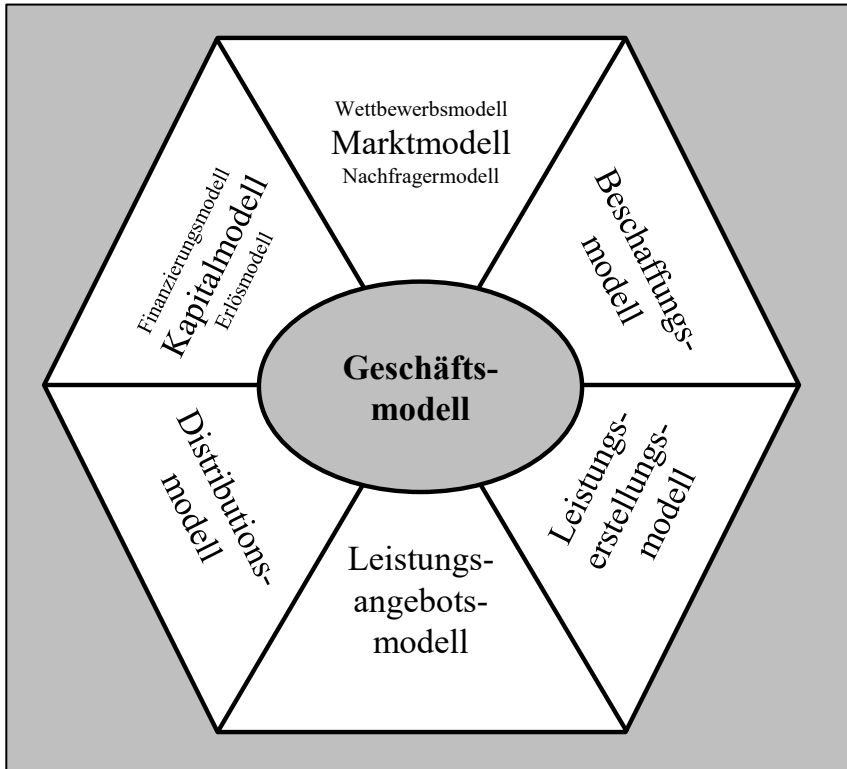 Wettbewerbsmodell
Marktmodell
Nachfragermodell
Beschaffungs-
modell
Leistungs-
erstellungs-
modell
Leistungs-
angebots-
modell
Distributions-
modell
Finanzierungsmodell
Kapitalmodell
Erlösmodell
Geschäfts-
modell